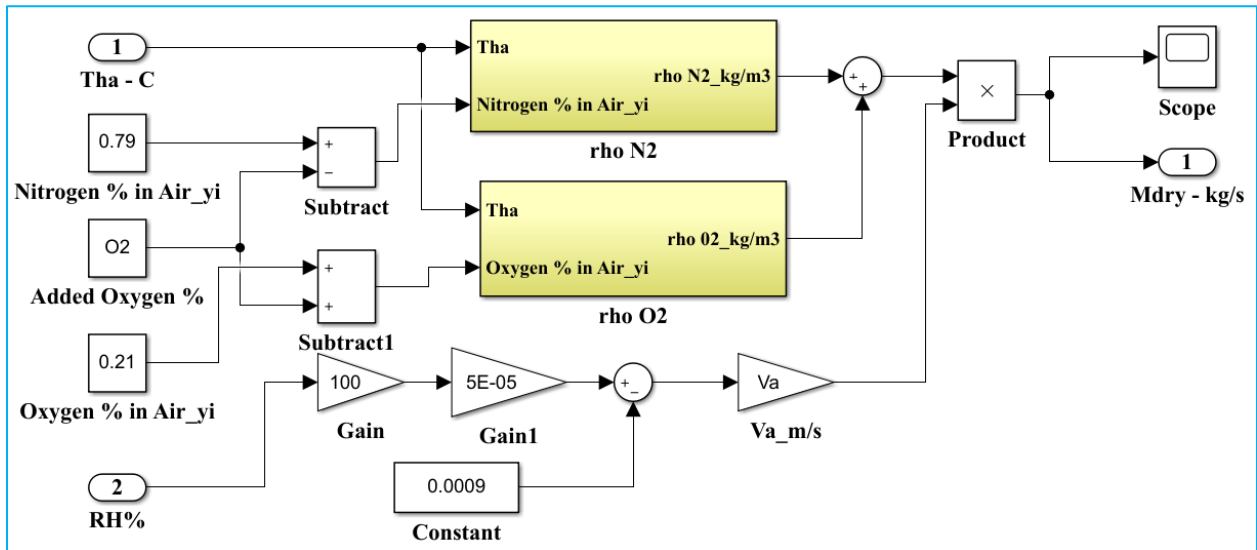 1
Tha - C
0.79
Nitrogen % in Air_yi
O2
Added Oxygen %
0.21
Oxygen % in Air_yi
2
RH%
+
−
Subtract
+
+
Subtract1
Tha
rho N2_kg/m3
Nitrogen % in Air_yi
rho N2
Tha
rho 02_kg/m3
Oxygen % in Air_yi
rho O2
100
Gain
5E-05
Gain1
+
−
0.0009
Constant
Va
Va_m/s
+
+
×
Product
Scope
1
Mdry - kg/s